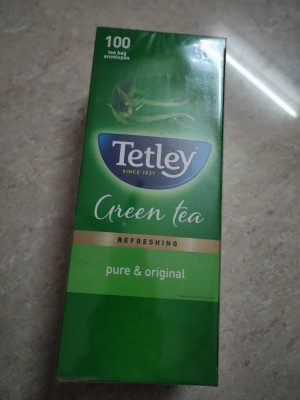 100
tea bag
envelopes
Tetley
SINCE 1837
Green tea
REFRESHING
pure & original